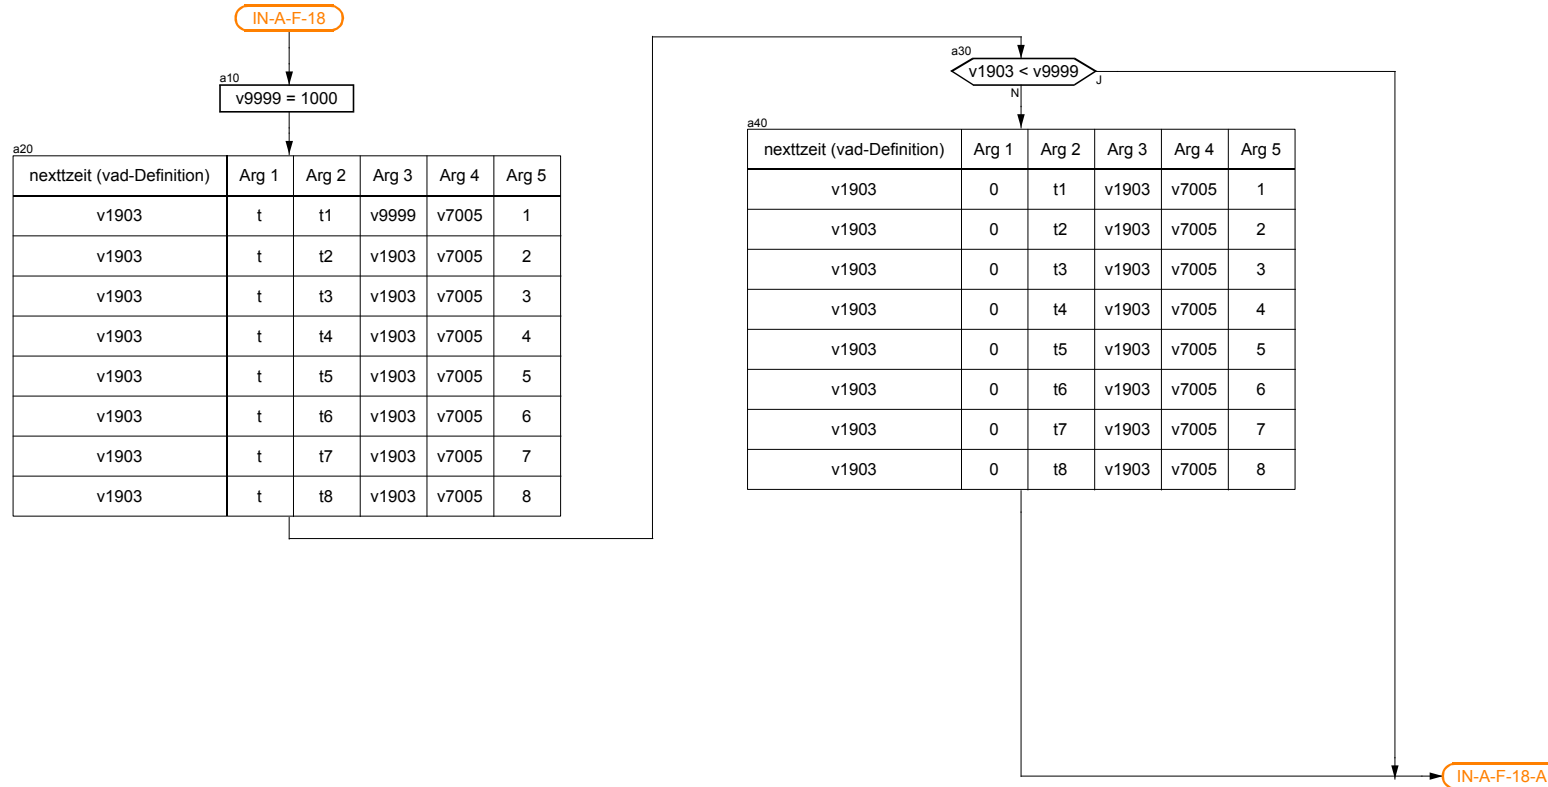 IN-A-F-18
a10
v9999 = 1000
a20
nexttzeit (vad-Definition) Arg 1 Arg 2 Arg 3 Arg 4 Arg 5
v1903 t t1 v9999 v7005 1
v1903 t t2 v1903 v7005 2
v1903 t t3 v1903 v7005 3
v1903 t t4 v1903 v7005 4
v1903 t t5 v1903 v7005 5
v1903 t t6 v1903 v7005 6
v1903 t t7 v1903 v7005 7
v1903 t t8 v1903 v7005 8
a30
v1903 < v9999
J
N
a40
nexttzeit (vad-Definition) Arg 1 Arg 2 Arg 3 Arg 4 Arg 5
v1903 0 t1 v1903 v7005 1
v1903 0 t2 v1903 v7005 2
v1903 0 t3 v1903 v7005 3
v1903 0 t4 v1903 v7005 4
v1903 0 t5 v1903 v7005 5
v1903 0 t6 v1903 v7005 6
v1903 0 t7 v1903 v7005 7
v1903 0 t8 v1903 v7005 8
IN-A-F-18-A